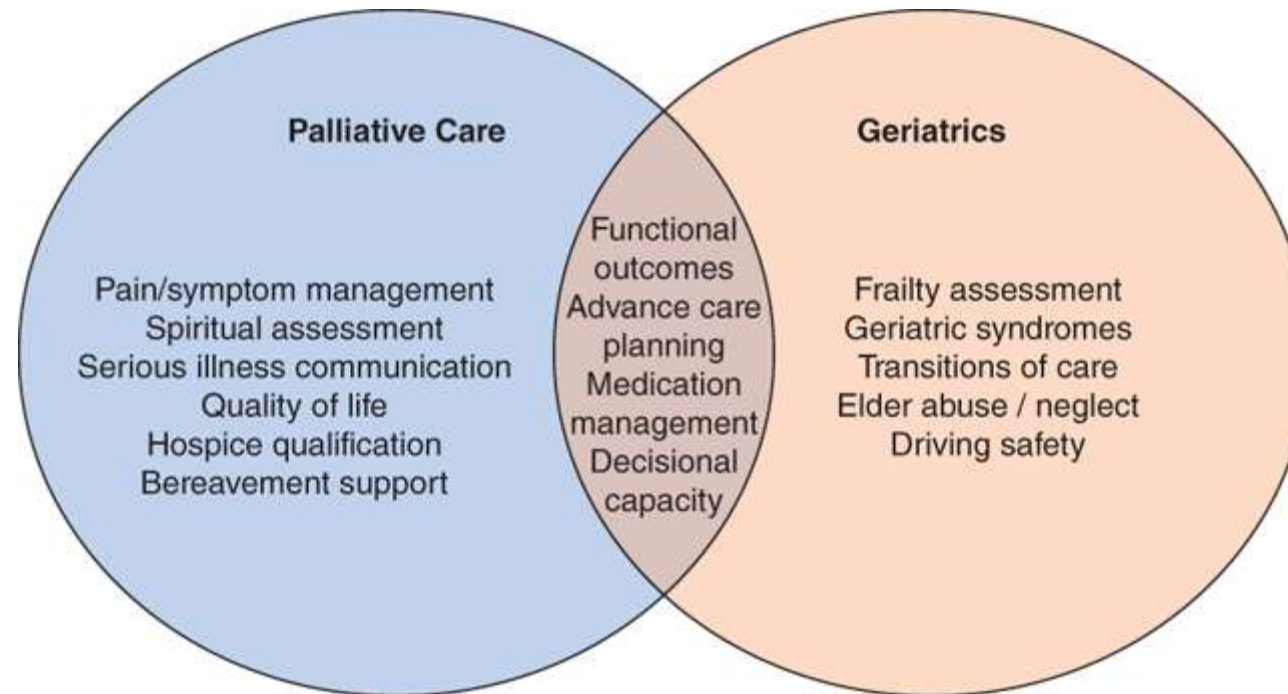 Palliative Care
Pain/symptom management
Spiritual assessment
Serious illness communication
Quality of life
Hospice qualification
Bereavement support
Functional
outcomes
Advance care
planning
Medication
management
Decisional
capacity
Geriatrics
Frailty assessment
Geriatric syndromes
Transitions of care
Elder abuse / neglect
Driving safety